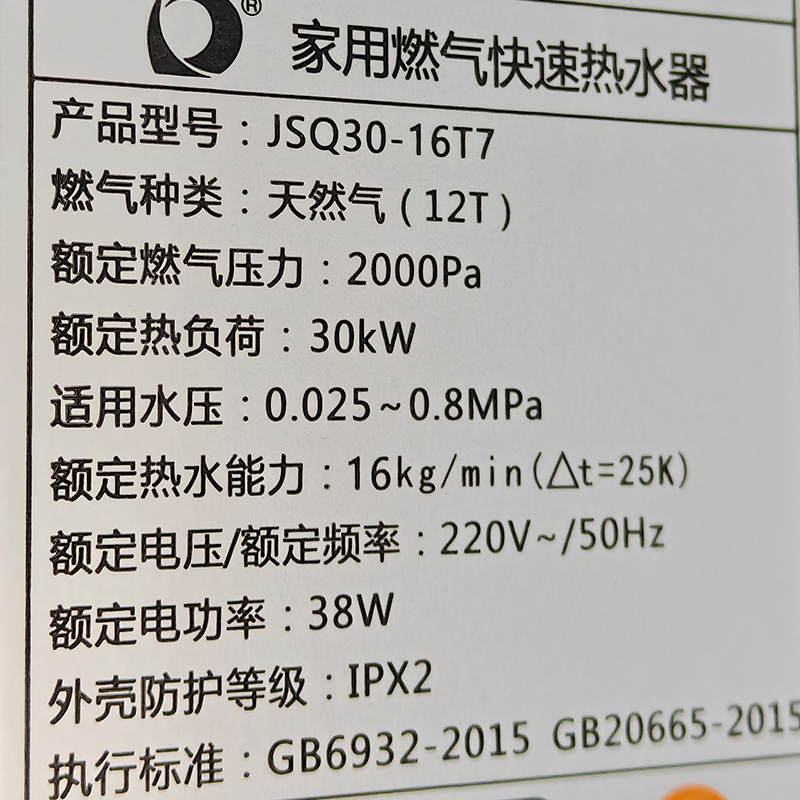 ®
家用燃气快速热水器
产品型号：JSQ30-16T7
燃气种类：天然气(12T)
额定燃气压力：2000Pa
额定热负荷：30kW
适用水压：0.025~0.8MPa
额定热水能力：16kg/min(△t=25K)
额定电压/额定频率：220V~/50Hz
额定电功率：38W
外壳防护等级：IPX2
执行标准：GB6932-2015 GB20665-2015